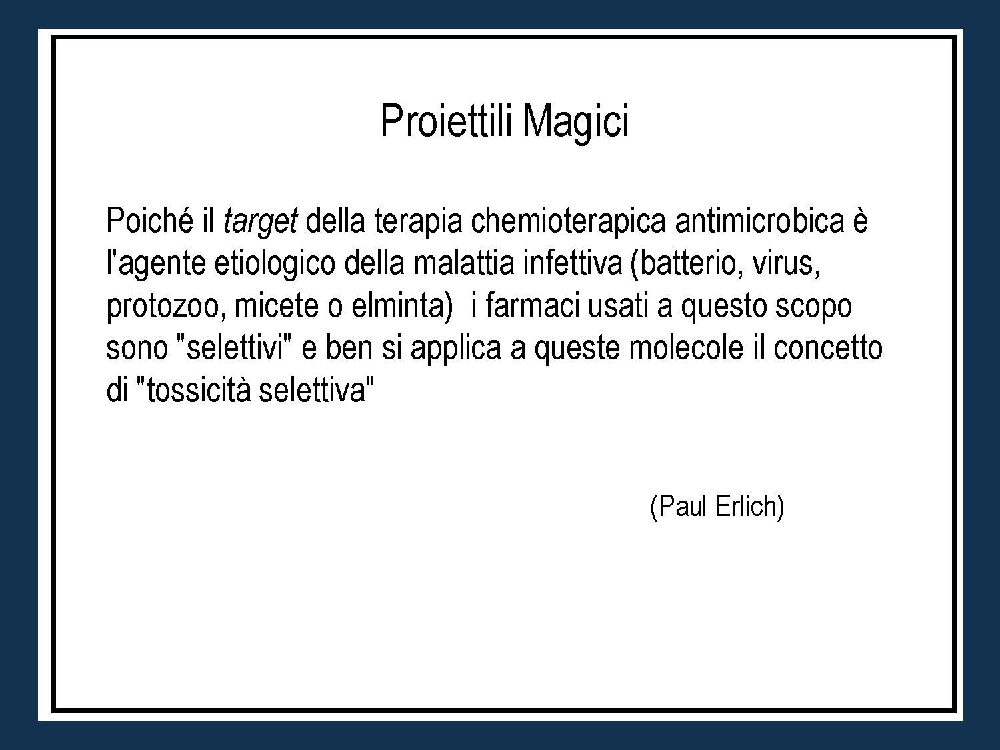 Proiettili Magici
Poiché il target della terapia chemioterapica antimicrobica è
l'agente etiologico della malattia infettiva (batterio, virus,
protozoo, micete o elminta) i farmaci usati a questo scopo
sono "selettivi" e ben si applica a queste molecole il concetto
di "tossicità selettiva"
(Paul Erlich)